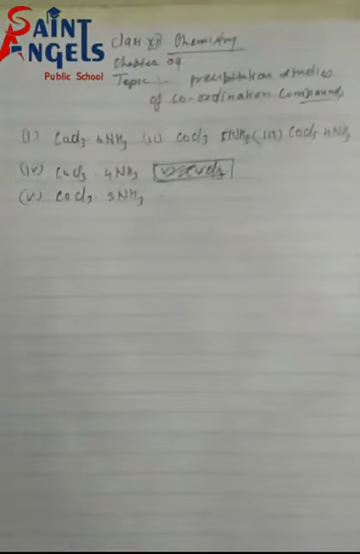 SAINT
ANGELS
Public School
Class XII Chemistry
Chapter 09
Topic :- precipitation studies
of co-ordination compounds
(i) CoCl3 4NH3 (ii) CoCl3 5NH3 (iii) CoCl3 4NH3
(iv) CoCl3 4NH3
(v) CoCl3 5NH3